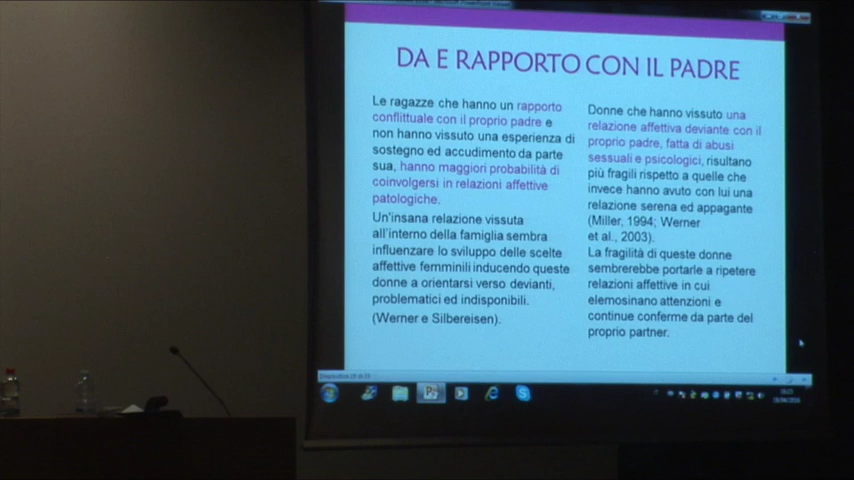 DA E RAPPORTO CON IL PADRE
Le ragazze che hanno un rapporto
conflittuale con il proprio padre e
non hanno vissuto una esperienza di
sostegno ed accudimento da parte
sua, hanno maggiori probabilità di
coinvolgersi in relazioni affettive
patologiche.
Un'insana relazione vissuta
all'interno della famiglia sembra
influenzare lo sviluppo delle scelte
affettive femminili inducendo queste
donne a orientarsi verso devianti,
problematici ed indisponibili.
(Werner e Silbereisen).
Donne che hanno vissuto una
relazione affettiva deviante con il
proprio padre, fatta di abusi
sessuali e psicologici, risultano
più fragili rispetto a quelle che
invece hanno avuto con lui una
relazione serena ed appagante
(Miller, 1994; Werner
et al., 2003).
La fragilità di queste donne
sembrerebbe portarle a ripetere
relazioni affettive in cui
elemosinano attenzioni e
continue conferme da parte del
proprio partner.